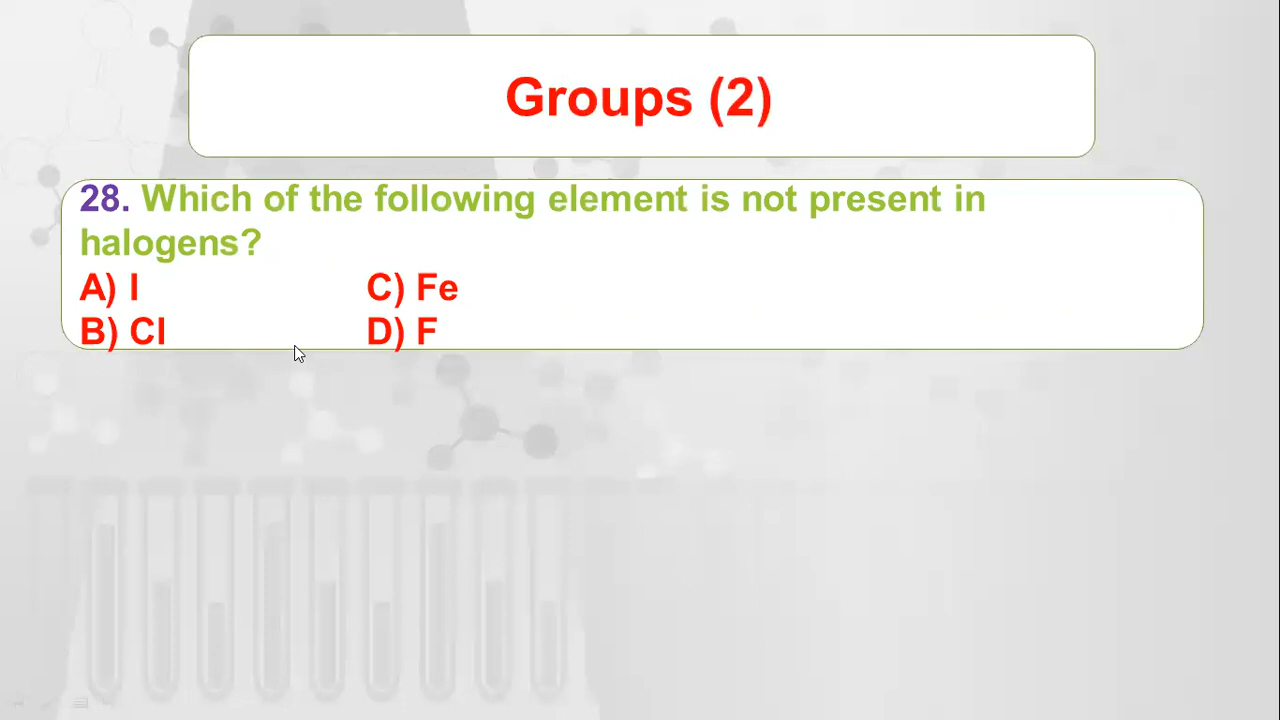 Groups (2)
28. Which of the following element is not present in
halogens?
A) I C) Fe
B) Cl D) F